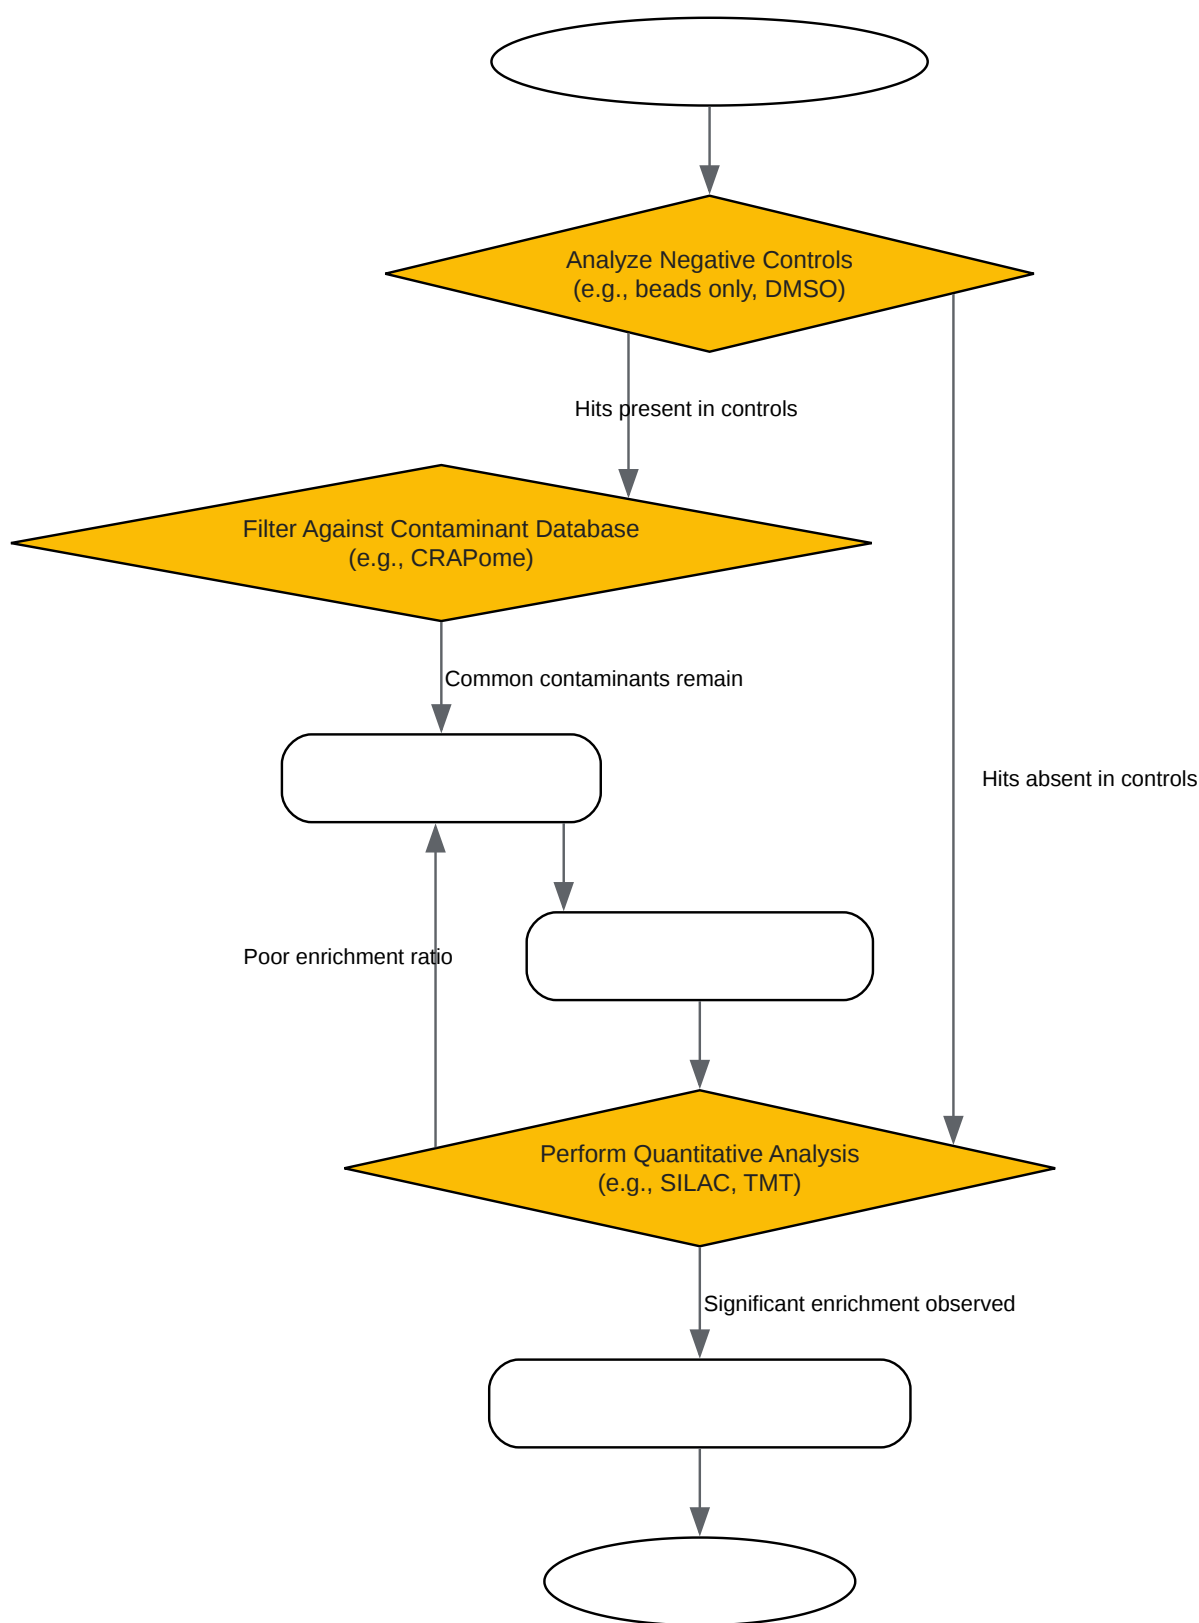 Analyze Negative Controls
(e.g., beads only, DMSO)
Hits present in controls
Filter Against Contaminant Database
(e.g., CRAPome)
Common contaminants remain
Hits absent in controls
Poor enrichment ratio
Perform Quantitative Analysis
(e.g., SILAC, TMT)
Significant enrichment observed